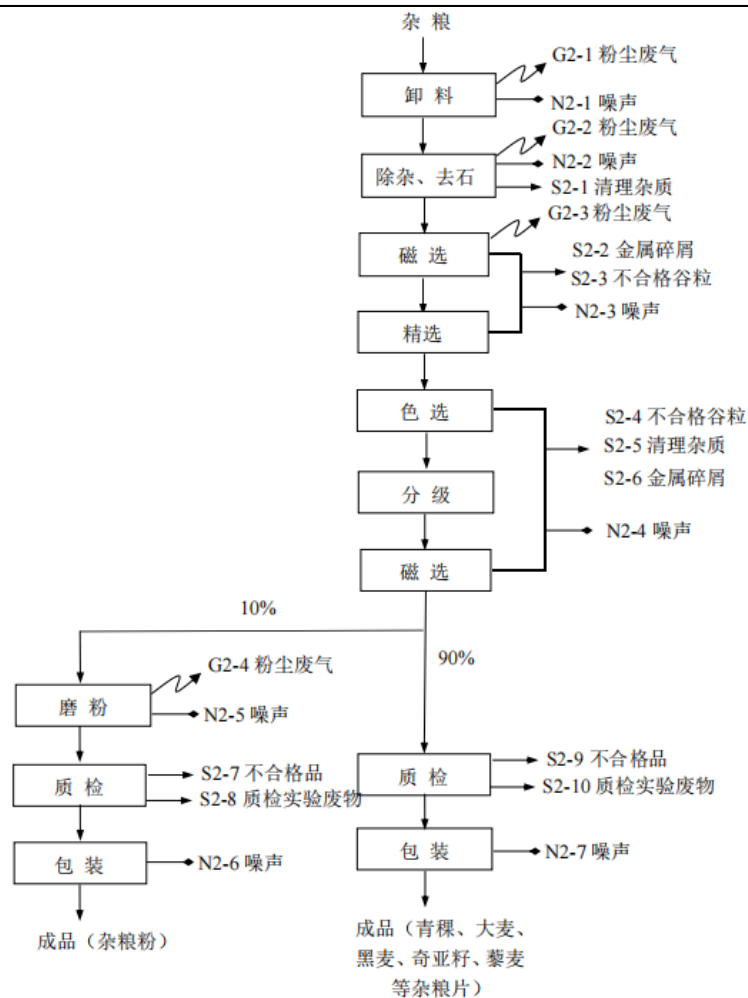 杂 粮
G2-1 粉尘废气
卸 料
N2-1 噪声
G2-2 粉尘废气
N2-2 噪声
除杂、去石
S2-1 清理杂质
G2-3 粉尘废气
磁 选
S2-2 金属碎屑
S2-3 不合格谷粒
N2-3 噪声
精选
色 选
S2-4 不合格谷粒
S2-5 清理杂质
S2-6 金属碎屑
分 级
N2-4 噪声
磁 选
10%
90%
G2-4 粉尘废气
磨 粉
N2-5 噪声
S2-7 不合格品
质 检
S2-8 质检实验废物
S2-9 不合格品
质 检
S2-10 质检实验废物
包 装
N2-6 噪声
包 装
N2-7 噪声
成品（杂粮粉）
成品（青稞、大麦、
黑麦、奇亚籽、藜麦
等杂粮片）